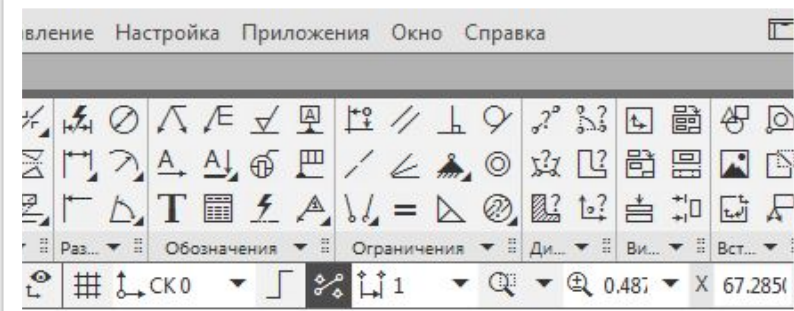 вление Настройка Приложения Окно Справка
Раз... Обозначения Ограничения Ди... Ви... Вст...
СК 0 1 0.487 X 67.285